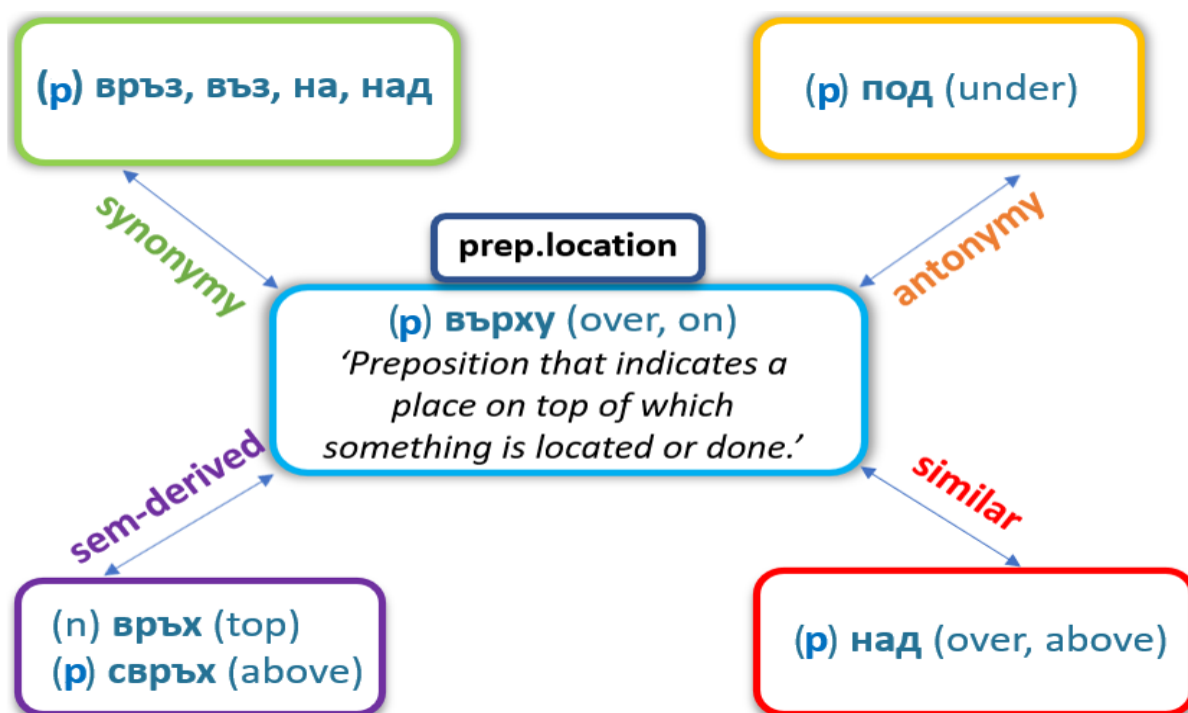 (p) връз, въз, на, над
(p) под (under)
synonymy
antonymy
prep.location
(p) върху (over, on)
‘Preposition that indicates a
place on top of which
something is located or done.’
sem-derived
similar
(n) връх (top)
(p) свръх (above)
(p) над (over, above)